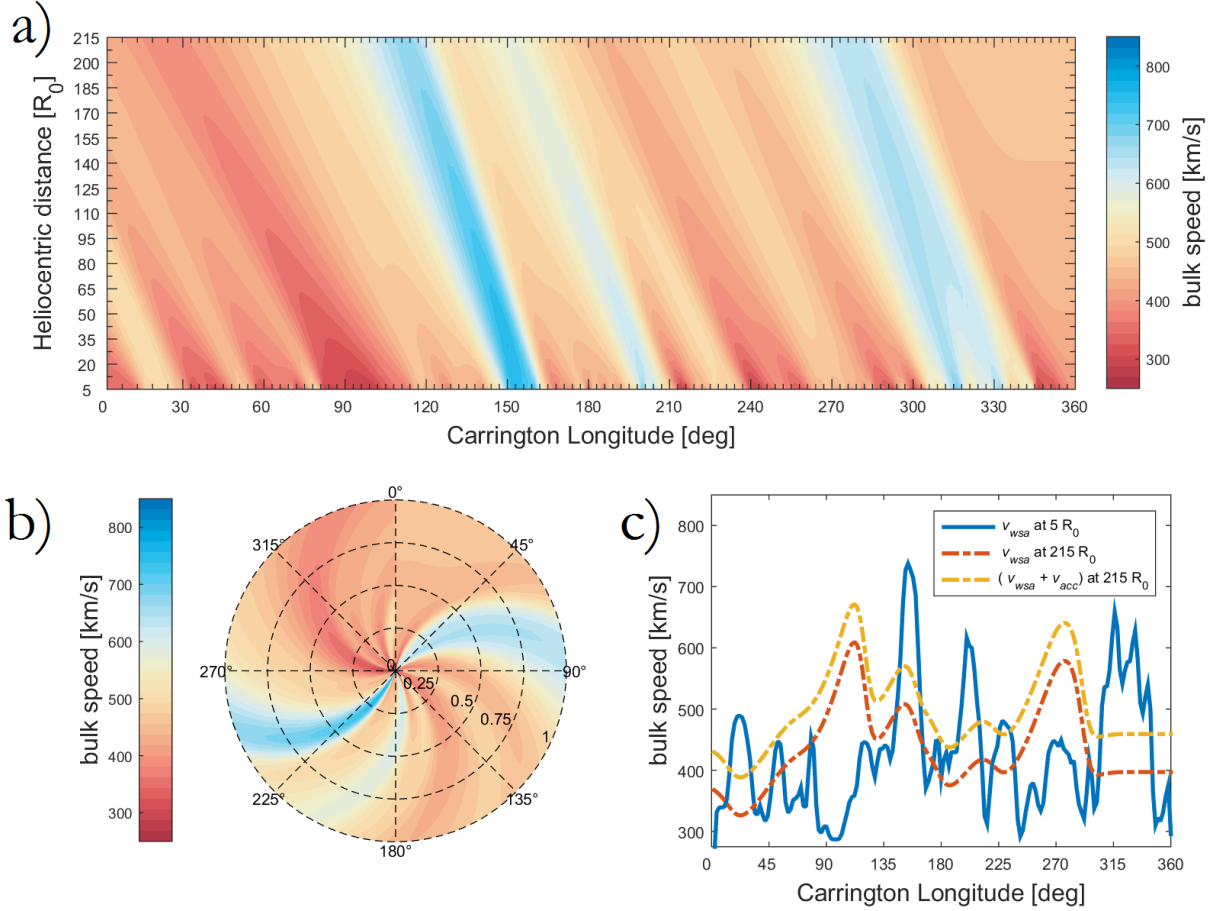 a)
Heliocentric distance [R0]
215
200
185
170
155
140
125
110
95
80
65
50
35
20
5
0 30 60 90 120 150 180 210 240 270 300 330 360
Carrington Longitude [deg]
800
700
600
500
400
300
bulk speed [km/s]
b)
bulk speed [km/s]
800
700
600
500
400
300
0°
315° 45°
270° 0 90°
0.25
0.5
0.75
1
225° 135°
180°
c)
bulk speed [km/s]
800
700
600
500
400
300
vwsa at 5 R0
vwsa at 215 R0
( vwsa + vacc) at 215 R0
0 45 90 135 180 225 270 315 360
Carrington Longitude [deg]